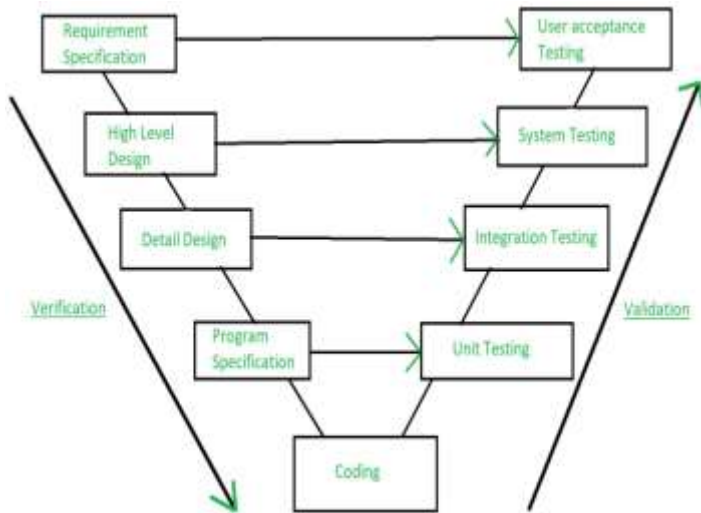 Requirement
Specification
User acceptance
Testing
High Level
Design
System Testing
Detail Design
Integration Testing
Verification
Validation
Program
Specification
Unit Testing
Coding